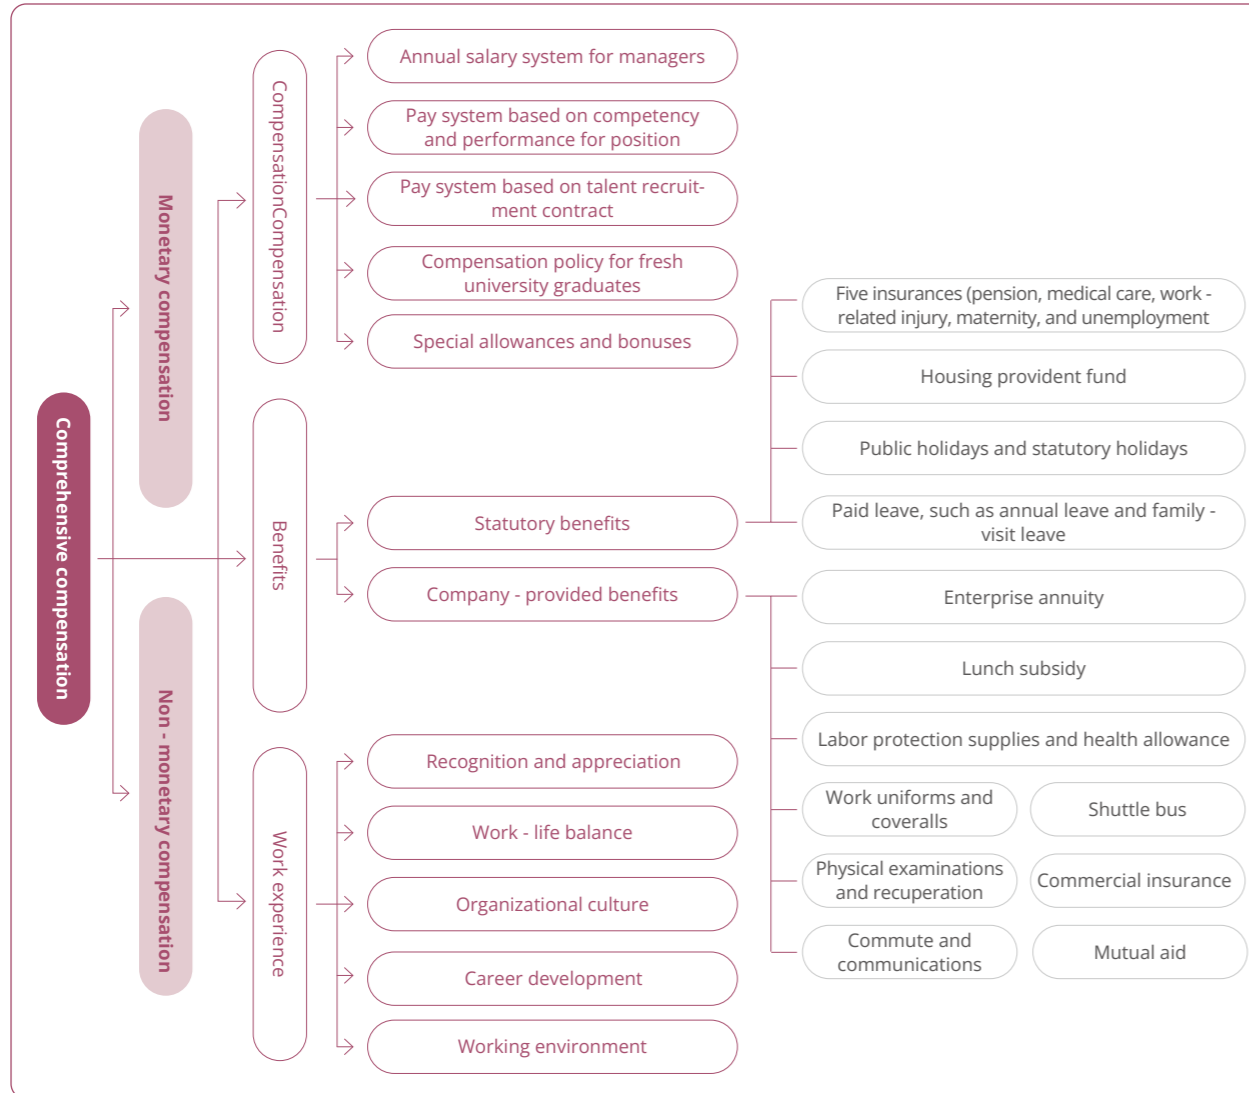 Comprehensive compensation
Monetary compensation
Non - monetary compensation
CompensationCompensation
Annual salary system for managers
Pay system based on competency
and performance for position
Pay system based on talent recruit-
ment contract
Compensation policy for fresh
university graduates
Special allowances and bonuses
Benefits
Statutory benefits
Five insurances (pension, medical care, work -
related injury, maternity, and unemployment
Housing provident fund
Public holidays and statutory holidays
Paid leave, such as annual leave and family -
visit leave
Company - provided benefits
Enterprise annuity
Lunch subsidy
Labor protection supplies and health allowance
Work uniforms and
coveralls
Shuttle bus
Physical examinations
and recuperation
Commercial insurance
Commute and
communications
Mutual aid
Work experience
Recognition and appreciation
Work - life balance
Organizational culture
Career development
Working environment